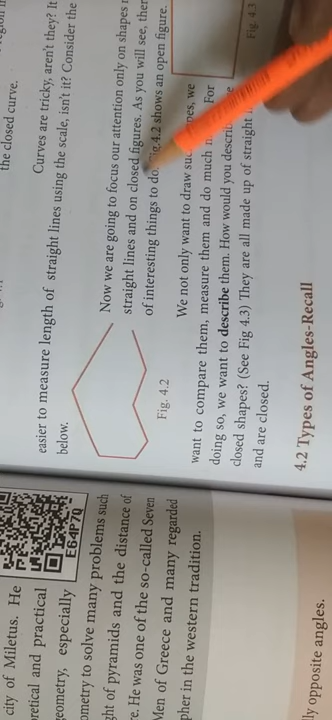 the closed curve.
Curves are tricky, aren't they? It
easier to measure length of straight lines using the scale, isn't it? Consider the
below.
Now we are going to focus our attention only on shapes
straight lines and on closed figures. As you will see, ther
of interesting things to do. Fig.4.2 shows an open figure.
Fig. 4.2
Fig. 4.3
We not only want to draw such shapes, we
want to compare them, measure them and do much For
doing so, we want to describe them. How would you describe
closed shapes? (See Fig 4.3) They are all made up of straight
and are closed.
4.2 Types of Angles-Recall
city of Miletus. He
oretical and practical
geometry, especially
E64P7Q
ometry to solve many problems such
ght of pyramids and the distance of
re. He was one of the so-called Seven
Men of Greece and many regarded
pher in the western tradition.
lly opposite angles.